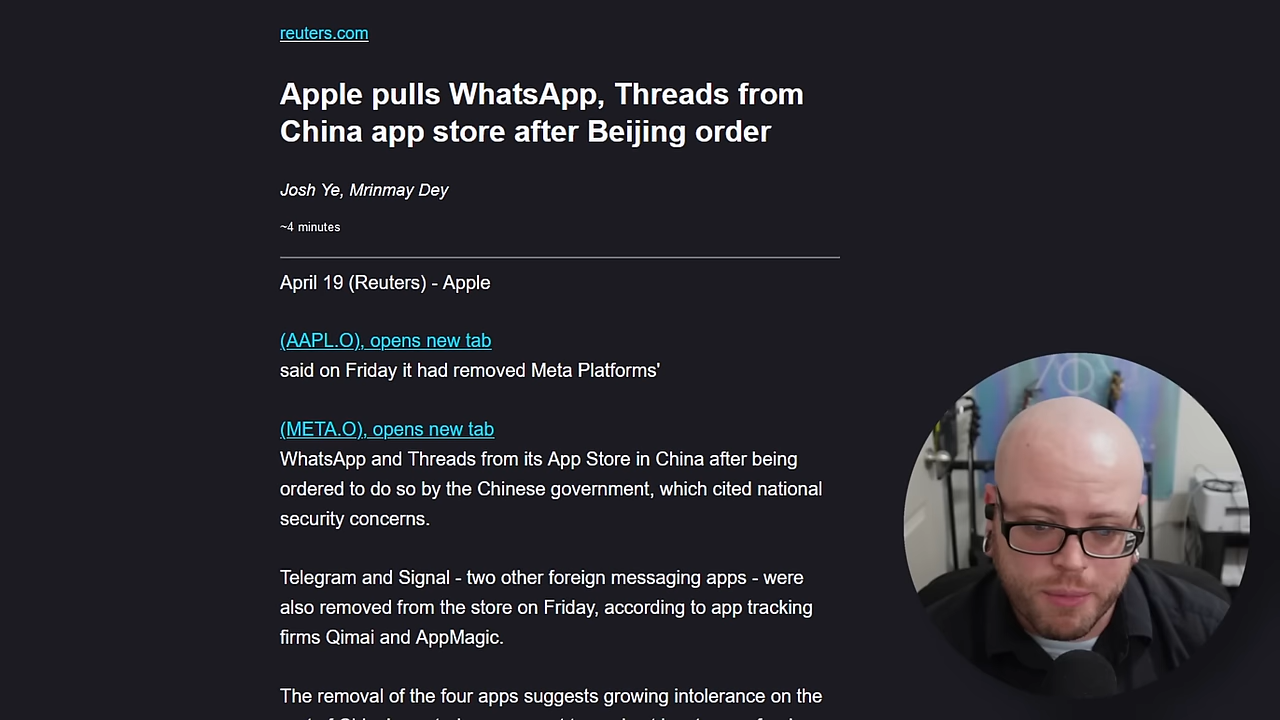 reuters.com
Apple pulls WhatsApp, Threads from
China app store after Beijing order
Josh Ye, Mrinmay Dey
~4 minutes
April 19 (Reuters) - Apple
(AAPL.O), opens new tab
said on Friday it had removed Meta Platforms'
(META.O), opens new tab
WhatsApp and Threads from its App Store in China after being
ordered to do so by the Chinese government, which cited national
security concerns.
Telegram and Signal - two other foreign messaging apps - were
also removed from the store on Friday, according to app tracking
firms Qimai and AppMagic.
The removal of the four apps suggests growing intolerance on the